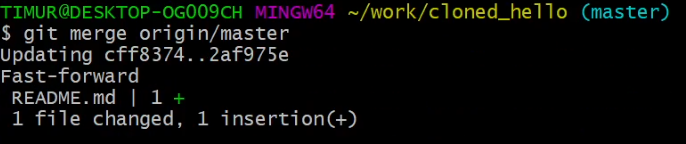 TIMUR@DESKTOP-OG009CH MINGW64 ~/work/cloned_hello (master)
$ git merge origin/master
Updating cff8374..2af975e
Fast-forward
 README.md | 1 +
 1 file changed, 1 insertion(+)